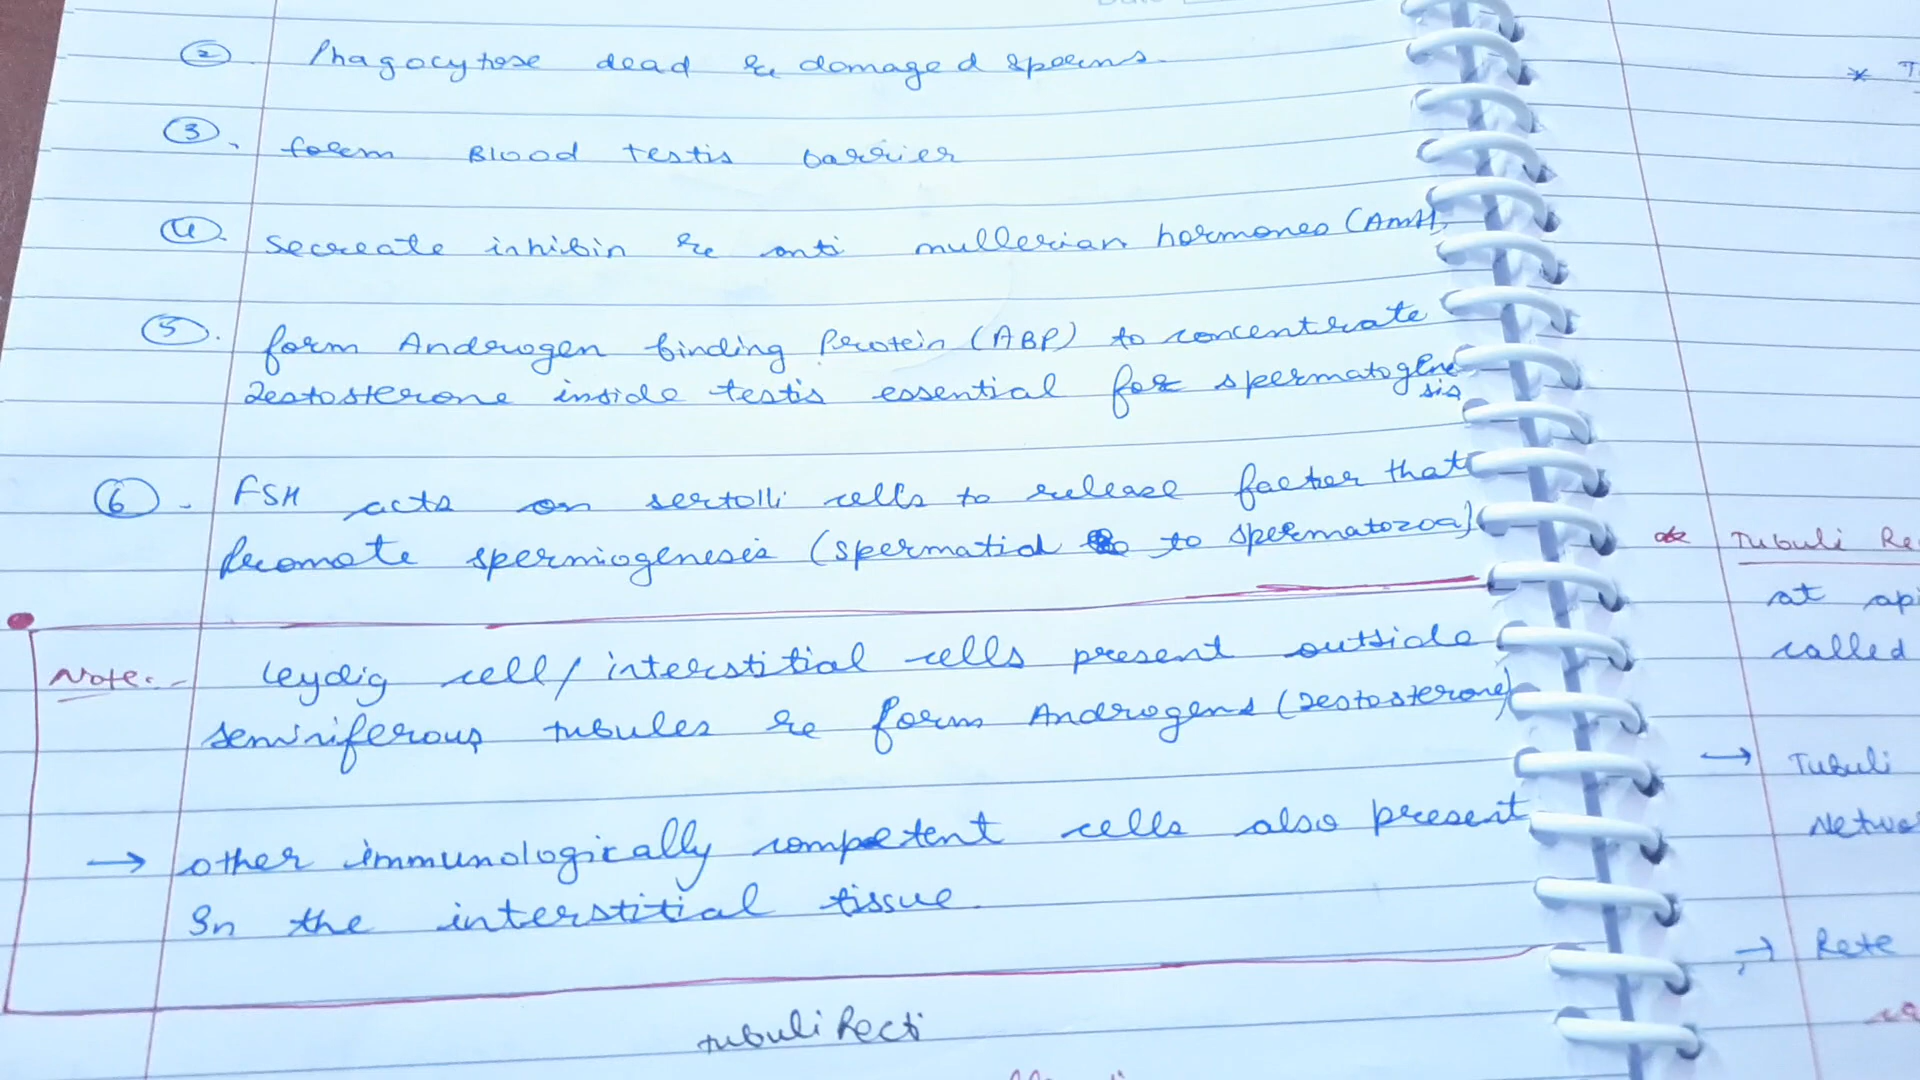 ② Phagocytose dead & damaged sperms.
③. form Blood testis barrier
④. secreate inhibin & anti mullerian hormones (AMH)
⑤. form Androgen binding Protein (ABP) to concentrate
Testosterone inside testis essential for spermatogenesis
⑥. FSH acts on sertolli cells to release factor that
Promote spermiogenesis (spermatid to spermatozoa)
Note:- leydig cell/interstitial cells present outside
seminiferous tubules & form Androgens (Testosterone)
→ other immunologically competent cells also present
In the interstitial tissue.
tubuli Recti
* Tubuli
at
called
→ Tubuli
→ Rete